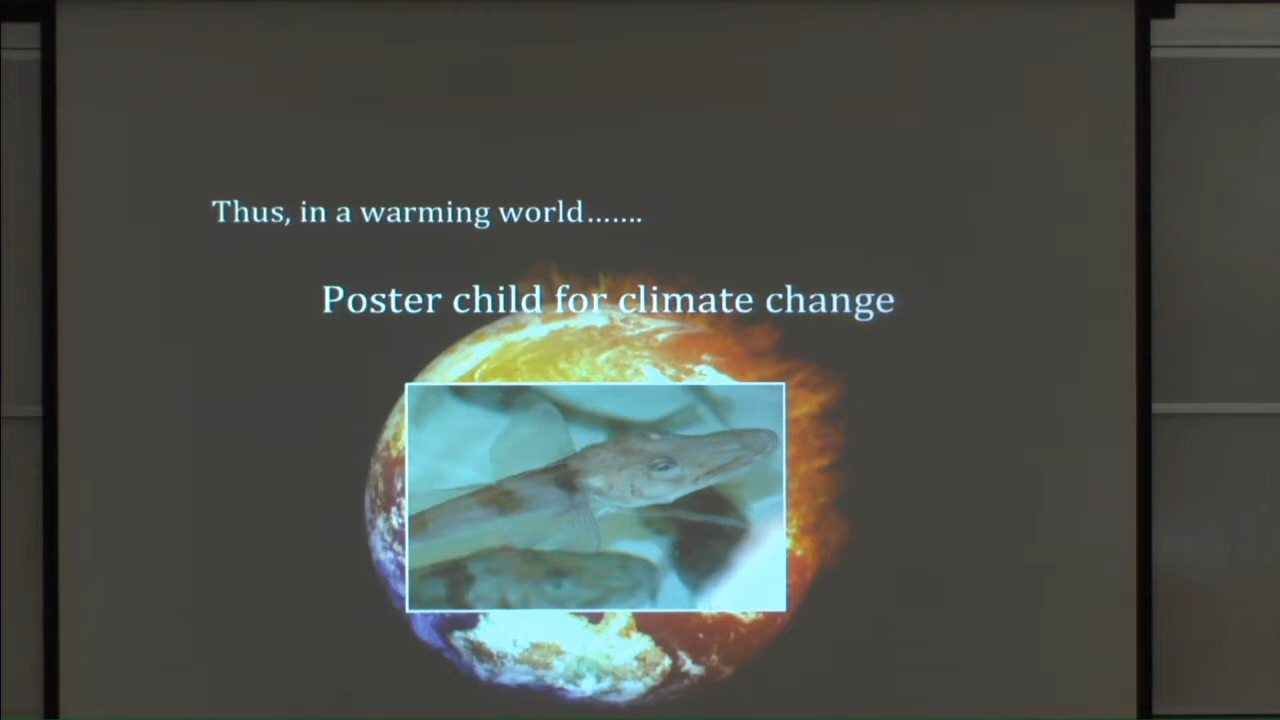 Thus, in a warming world.......
Poster child for climate change